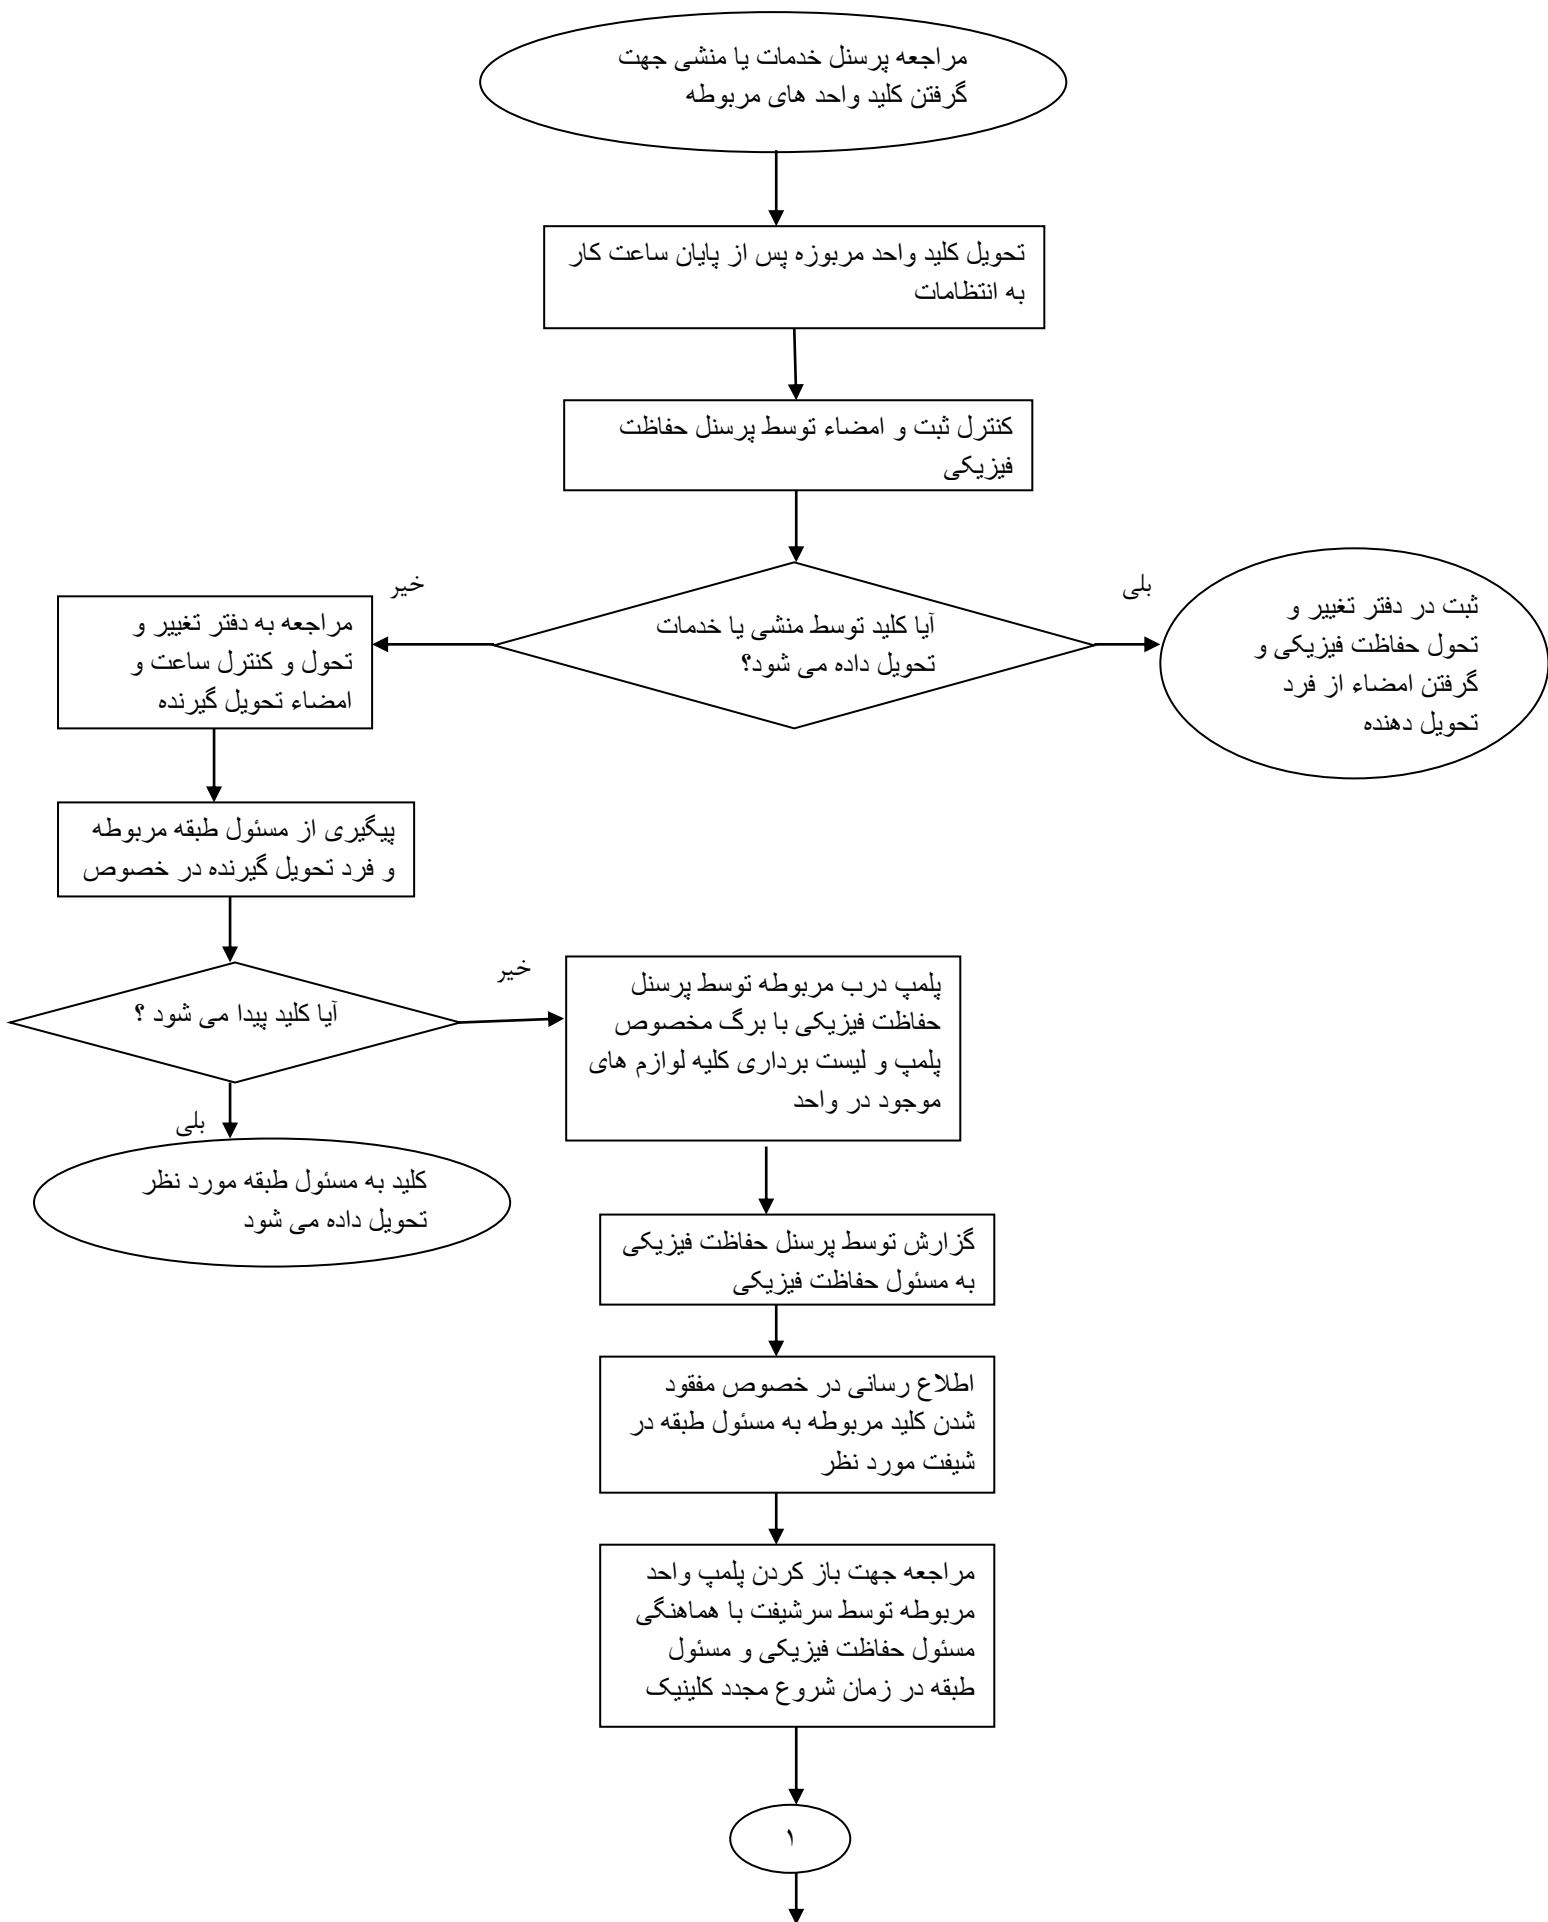 مراجعه پرسنل خدمات یا منشی جهت
گرفتن کلید واحد های مربوطه
تحویل کلید واحد مربوزه پس از پایان ساعت کار
به انتظامات
کنترل ثبت و امضاء توسط پرسنل حفاظت
فیزیکی
بلی
خیر
ثبت در دفتر تغییر و
تحول حفاظت فیزیکی و
گرفتن امضاء از فرد
تحویل دهنده
آیا کلید توسط منشی یا خدمات
تحویل داده می شود؟
مراجعه به دفتر تغییر و
تحول و کنترل ساعت و
امضاء تحویل گیرنده
پیگیری از مسئول طبقه مربوطه
و فرد تحویل گیرنده در خصوص
آیا کلید پیدا می شود ؟
خیر
بلی
کلید به مسئول طبقه مورد نظر
تحویل داده می شود
پلمپ درب مربوطه توسط پرسنل
حفاظت فیزیکی با برگ مخصوص
پلمپ و لیست برداری کلیه لوازم های
موجود در واحد
گزارش توسط پرسنل حفاظت فیزیکی
به مسئول حفاظت فیزیکی
اطلاع رسانی در خصوص مفقود
شدن کلید مربوطه به مسئول طبقه در
شیفت مورد نظر
مراجعه جهت باز کردن پلمپ واحد
مربوطه توسط سرشیفت با هماهنگی
مسئول حفاظت فیزیکی و مسئول
طبقه در زمان شروع مجدد کلینیک
۱